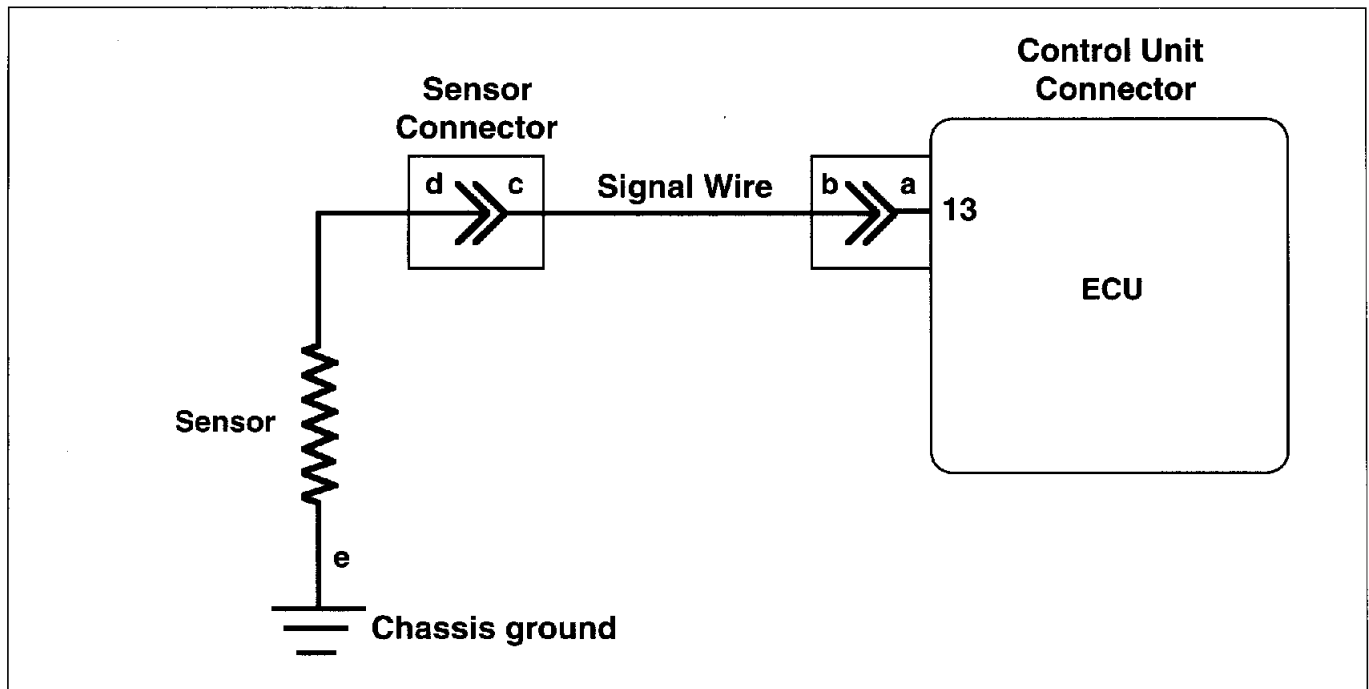 Control Unit
Connector
Sensor
Connector
d
c
Signal Wire
b
a
13
ECU
Sensor
e
Chassis ground